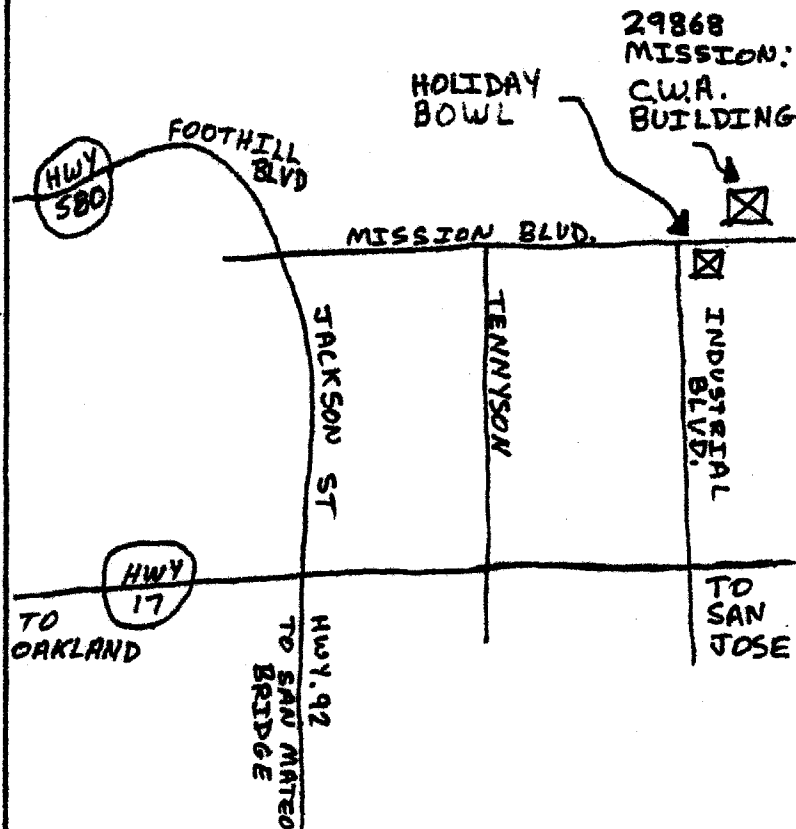 29868
MISSION:
C.W.A.
BUILDING
HOLIDAY
BOWL
FOOTHILL
BLVD
HWY
580
MISSION BLVD.
JACKSON ST
TENNYSON
INDUSTRIAL
BLVD.
HWY
17
TO
OAKLAND
HWY. 92
TO SAN MATEO
BRIDGE
TO
SAN
JOSE